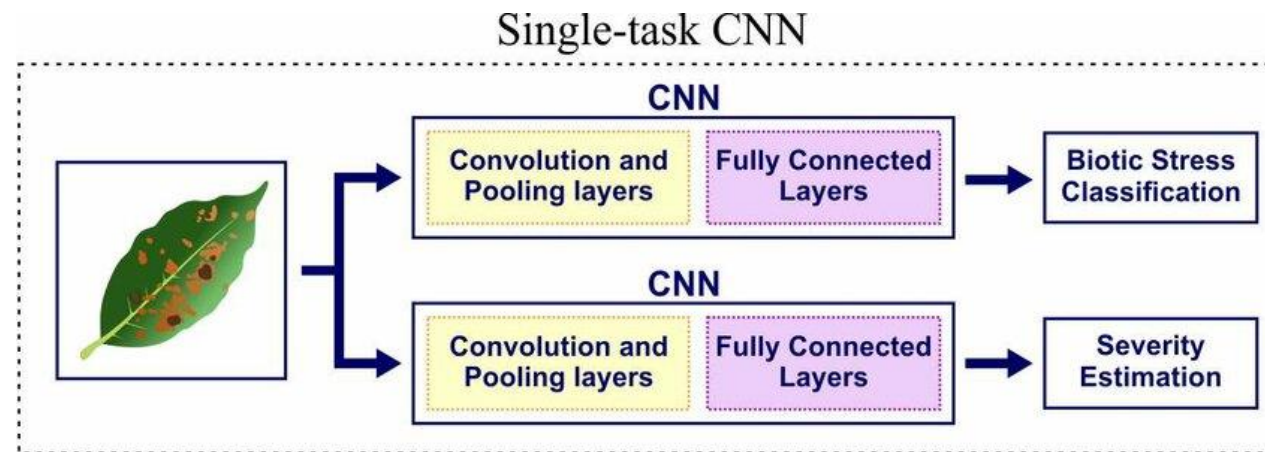 Single-task CNN
CNN
Convolution and
Pooling layers
Fully Connected
Layers
Biotic Stress
Classification
CNN
Convolution and
Pooling layers
Fully Connected
Layers
Severity
Estimation